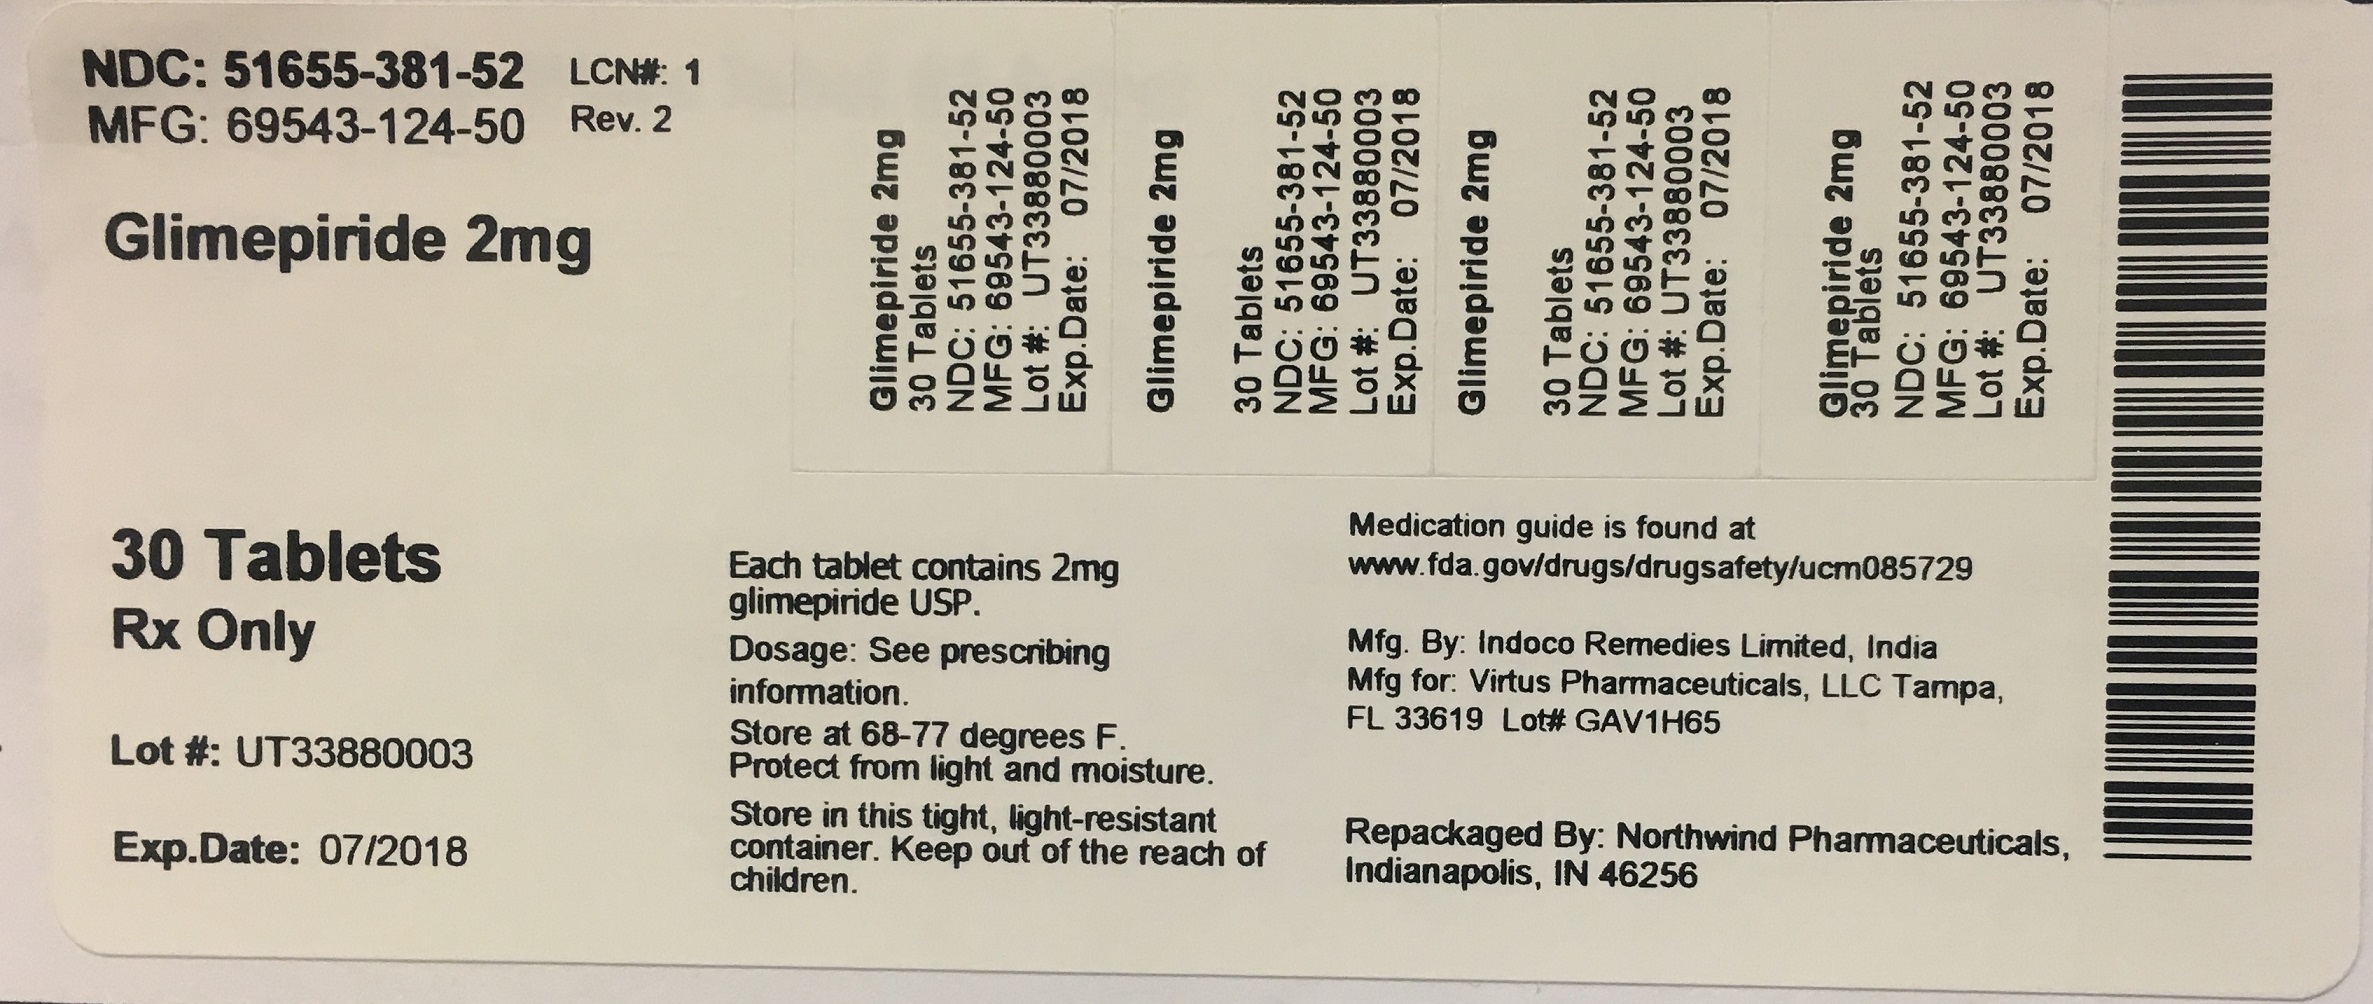 NDC: 51655-381-52 LCN#: 1
MFG: 69543-124-50 Rev. 2
Glimepiride 2mg
30 Tablets
Rx Only
Lot #: UT33880003
Exp.Date: 07/2018
Glimepiride 2mg
30 Tablets
NDC: 51655-381-52
MFG: 69543-124-50
Lot #: UT33880003
Exp.Date: 07/2018
Glimepiride 2mg
30 Tablets
NDC: 51655-381-52
MFG: 69543-124-50
Lot #: UT33880003
Exp.Date: 07/2018
Glimepiride 2mg
30 Tablets
NDC: 51655-381-52
MFG: 69543-124-50
Lot #: UT33880003
Exp.Date: 07/2018
Glimepiride 2mg
30 Tablets
NDC: 51655-381-52
MFG: 69543-124-50
Lot #: UT33880003
Exp.Date: 07/2018
Each tablet contains 2mg
glimepiride USP.
Dosage: See prescribing
information.
Store at 68-77 degrees F.
Protect from light and moisture.
Store in this tight, light-resistant
container. Keep out of the reach of
children.
Medication guide is found at
www.fda.gov/drugs/drugsafety/ucm085729
Mfg. By: Indoco Remedies Limited, India
Mfg for: Virtus Pharmaceuticals, LLC Tampa,
FL 33619 Lot# GAV1H65
Repackaged By: Northwind Pharmaceuticals,
Indianapolis, IN 46256